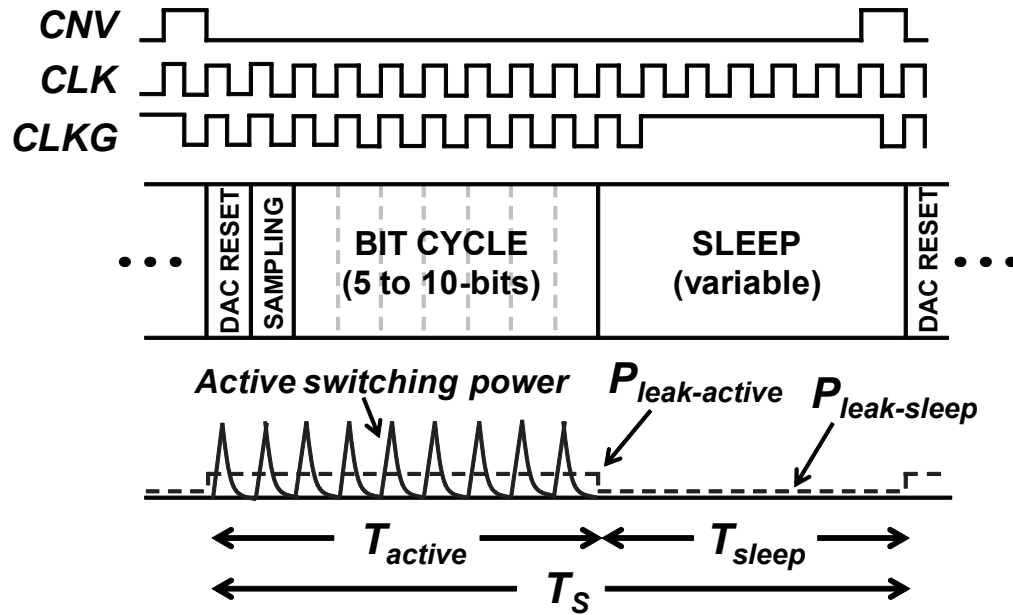 CNV
CLK
CLKG
DAC RESET
SAMPLING
BIT CYCLE
(5 to 10-bits)
SLEEP
(variable)
DAC RESET
Active switching power
P_leak-active
P_leak-sleep
T_active
T_sleep
T_S